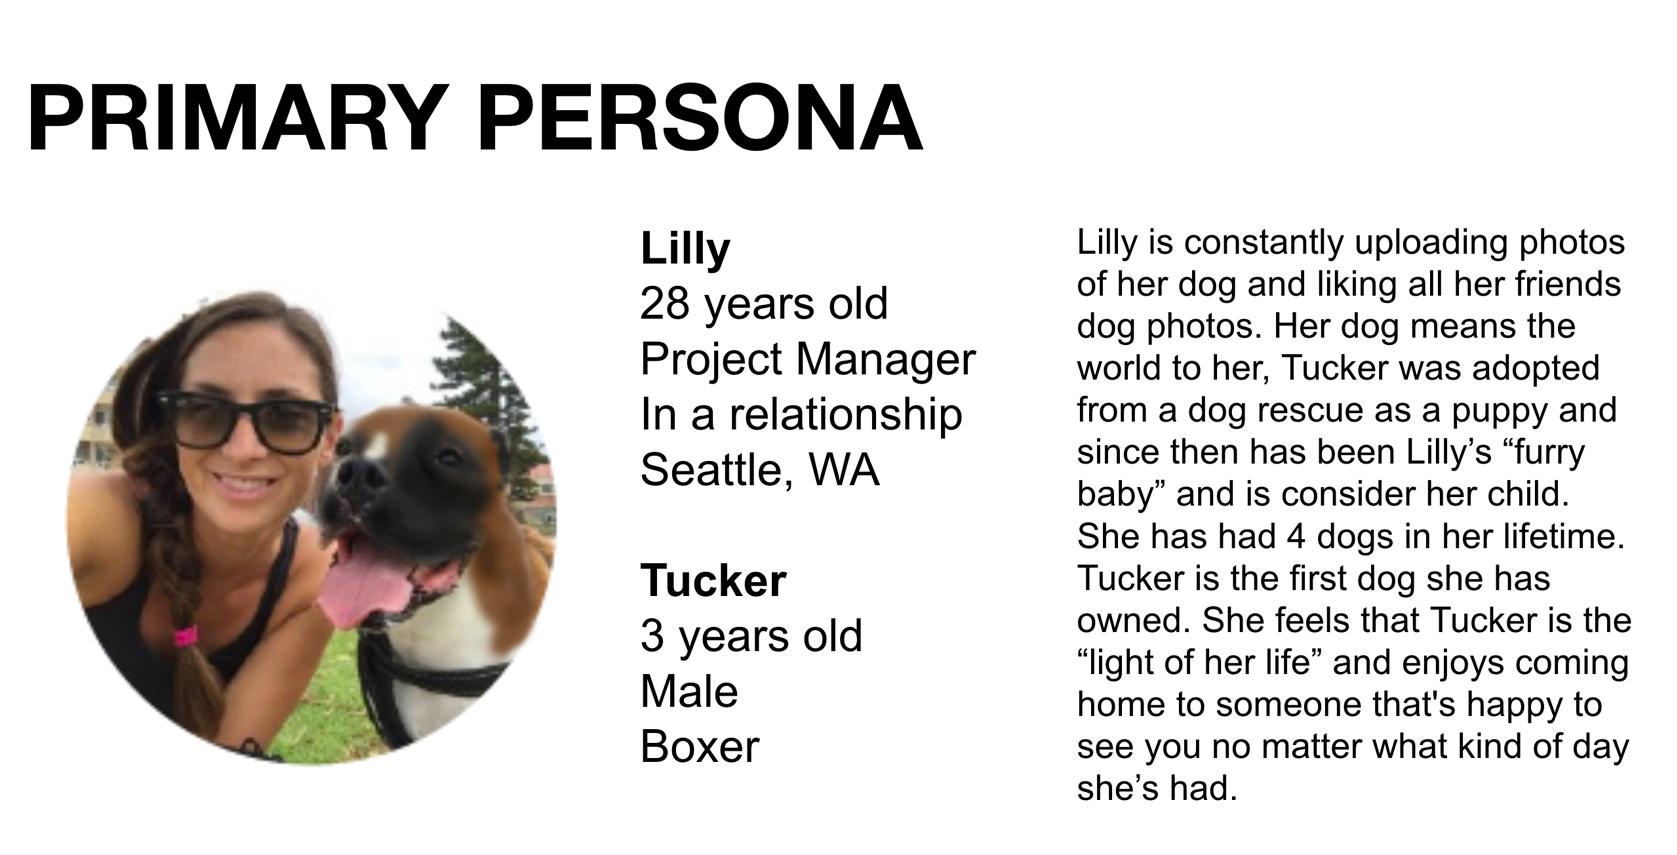 PRIMARY PERSONA
Lilly
28 years old
Project Manager
In a relationship
Seattle, WA
Tucker
3 years old
Male
Boxer
Lilly is constantly uploading photos
of her dog and liking all her friends
dog photos. Her dog means the
world to her, Tucker was adopted
from a dog rescue as a puppy and
since then has been Lilly’s “furry
baby” and is consider her child.
She has had 4 dogs in her lifetime.
Tucker is the first dog she has
owned. She feels that Tucker is the
“light of her life” and enjoys coming
home to someone that's happy to
see you no matter what kind of day
she’s had.